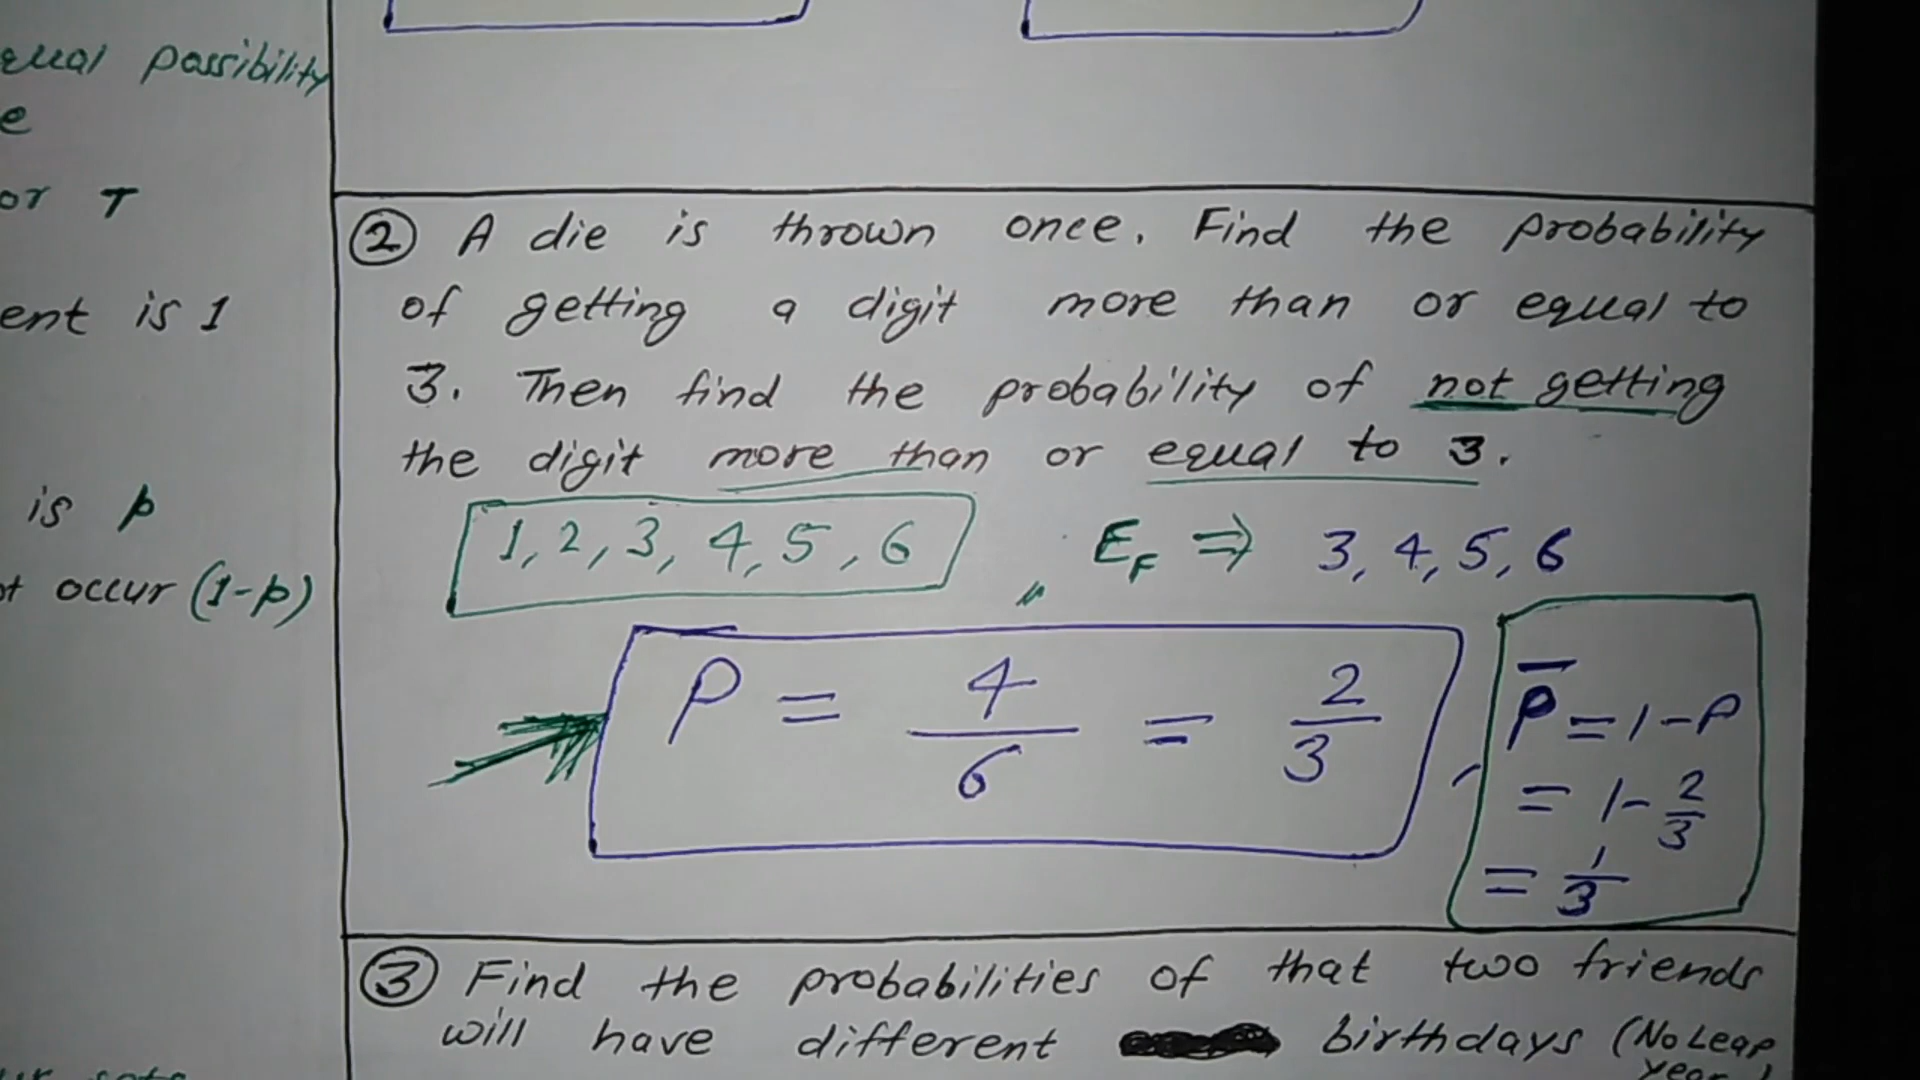 possibility
e
or T
ent is 1
is p
occur (1-p)
② A die is thrown once. Find the probability
of getting a digit more than or equal to
3. Then find the probability of not getting
the digit more than or equal to 3.
1, 2, 3, 4, 5, 6 , E_F ⇒ 3, 4, 5, 6
P = 4/6 = 2/3
P̅ = 1 - P
= 1 - 2/3
= 1/3
③ Find the probabilities of that two friends
will have different birthdays (No Leap
year)